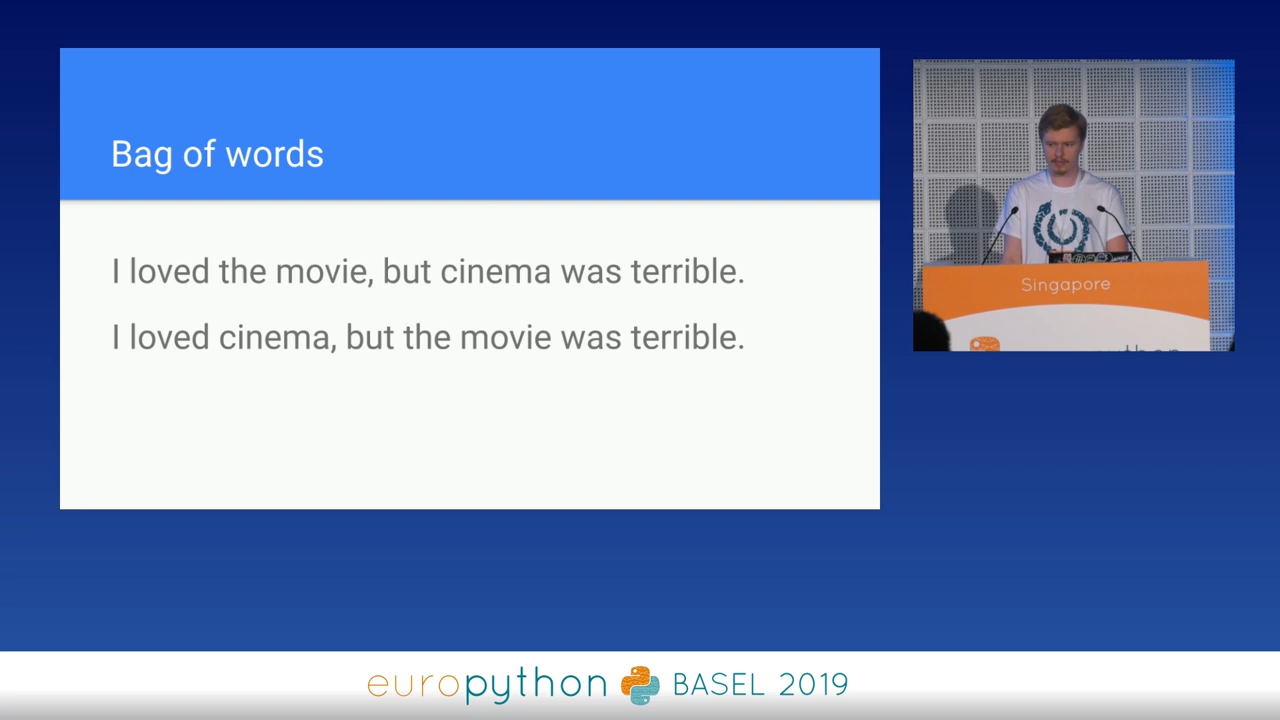 Bag of words
I loved the movie, but cinema was terrible.
I loved cinema, but the movie was terrible.
Singapore
europython BASEL 2019